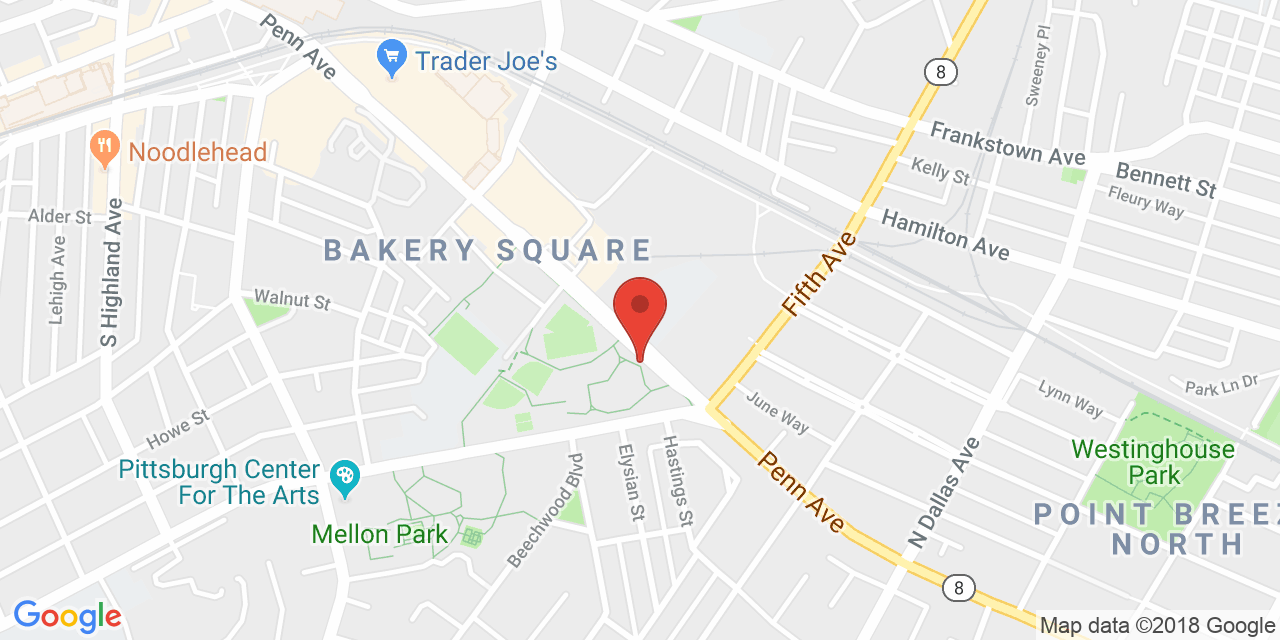 Penn Ave
Trader Joe's
8
Sweeney Pl
Frankstown Ave
Noodlehead
Kelly St
Bennett St
Fleury Way
Alder St
Hamilton Ave
S Highland Ave
Lehigh Ave
BAKERY SQUARE
Fifth Ave
Walnut St
Park Ln Dr
Lynn Way
June Way
Howe St
Westinghouse
Park
Pittsburgh Center
For The Arts
Elysian St
Hastings St
Beechwood Blvd
Penn Ave
N Dallas Ave
Mellon Park
POINT BREEZ
NORTH
8
Google
Map data ©2018 Google